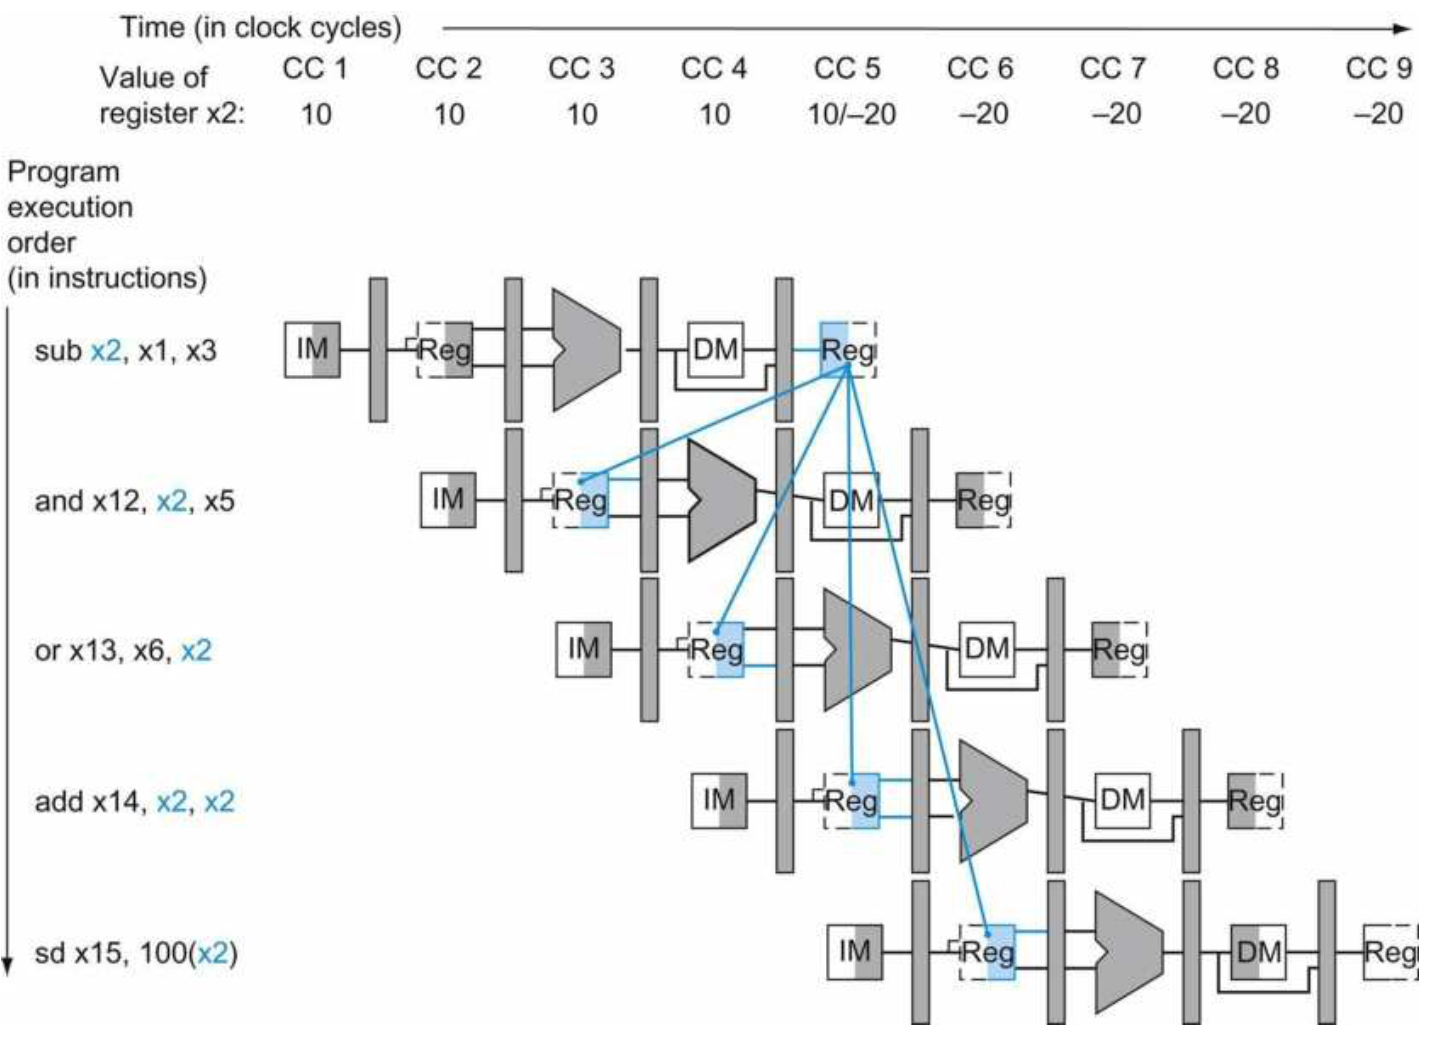 Time (in clock cycles)
Value of register x2:
CC 1 CC 2 CC 3 CC 4 CC 5 CC 6 CC 7 CC 8 CC 9
10 10 10 10 10/–20 –20 –20 –20 –20
Program
execution
order
(in instructions)
sub x2, x1, x3
IM Reg DM Reg
and x12, x2, x5
IM Reg DM Reg
or x13, x6, x2
IM Reg DM Reg
add x14, x2, x2
IM Reg DM Reg
sd x15, 100(x2)
IM Reg DM Reg